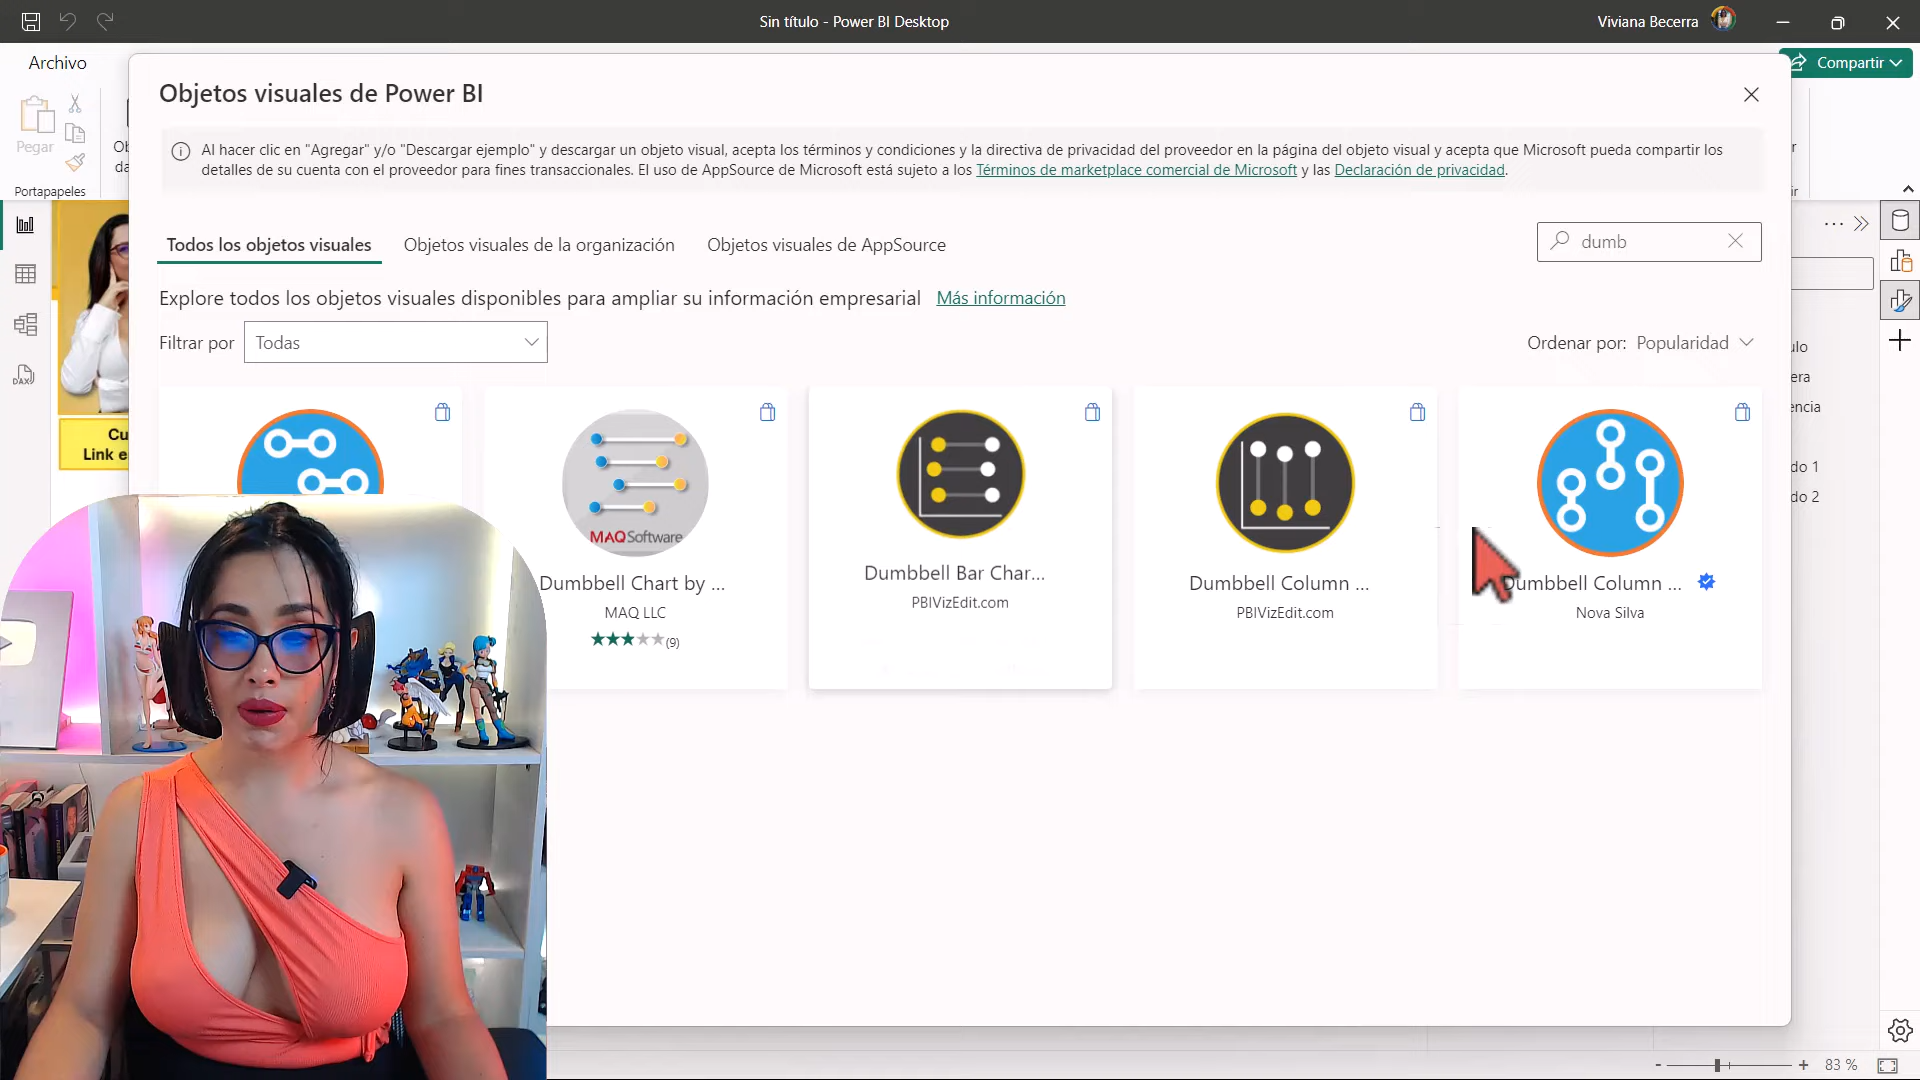 Sin título - Power BI Desktop
Viviana Becerra
Archivo
Compartir
Pegar
Portapapeles
Objetos visuales de Power BI
Al hacer clic en "Agregar" y/o "Descargar ejemplo" y descargar un objeto visual, acepta los términos y condiciones y la directiva de privacidad del proveedor en la página del objeto visual y acepta que Microsoft pueda compartir los
detalles de su cuenta con el proveedor para fines transaccionales. El uso de AppSource de Microsoft está sujeto a los Términos de marketplace comercial de Microsoft y las Declaración de privacidad.
Todos los objetos visuales
Objetos visuales de la organización
Objetos visuales de AppSource
dumb
Explore todos los objetos visuales disponibles para ampliar su información empresarial Más información
Filtrar por
Todas
Ordenar por: Popularidad
MAQSoftware
Dumbbell Chart by ...
MAQ LLC
(9)
Dumbbell Bar Char...
PBIVizEdit.com
Dumbbell Column ...
PBIVizEdit.com
Dumbbell Column ...
Nova Silva
DAX
Link
do 1
do 2
83 %